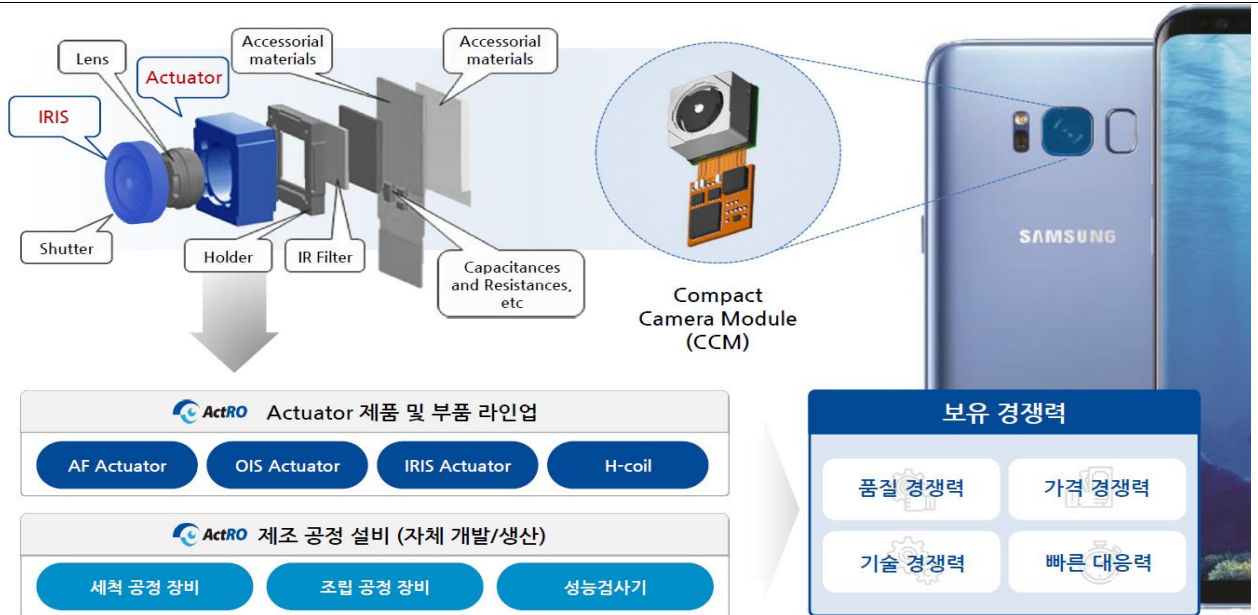 Accessorial
materials
Accessorial
materials
Lens
Actuator
IRIS
Shutter
Holder
IR Filter
Capacitances
and Resistances,
etc
Compact
Camera Module
(CCM)
SAMSUNG
ActRO Actuator 제품 및 부품 라인업
AF Actuator
OIS Actuator
IRIS Actuator
H-coil
ActRO 제조 공정 설비 (자체 개발/생산)
세척 공정 장비
조립 공정 장비
성능검사기
보유 경쟁력
품질 경쟁력
가격 경쟁력
기술 경쟁력
빠른 대응력